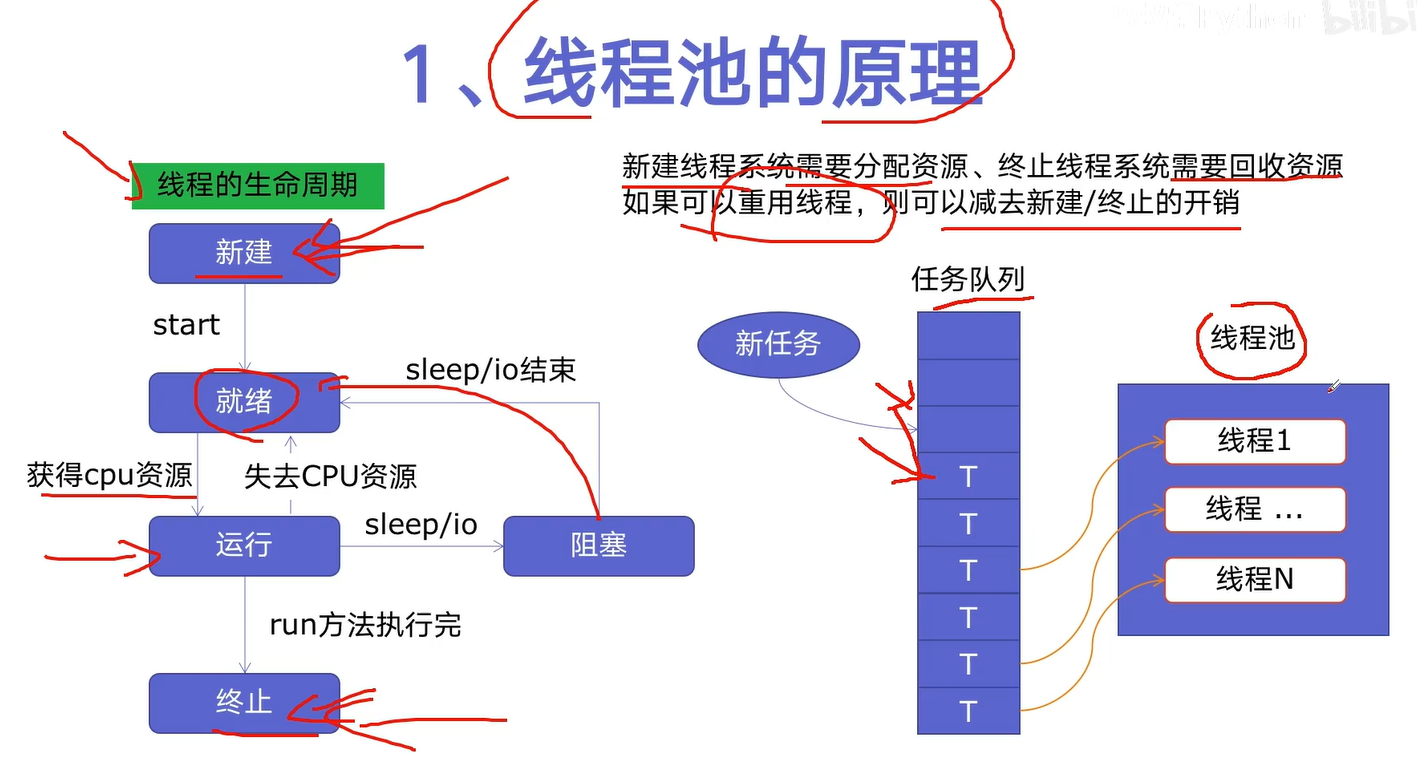 1、线程池的原理
线程的生命周期
新建线程系统需要分配资源、终止线程系统需要回收资源
如果可以重用线程，则可以减去新建/终止的开销
新建
start
就绪
sleep/io结束
获得cpu资源
失去CPU资源
运行
sleep/io
阻塞
run方法执行完
终止
任务队列
新任务
T
T
T
T
T
T
线程池
线程1
线程 ...
线程N